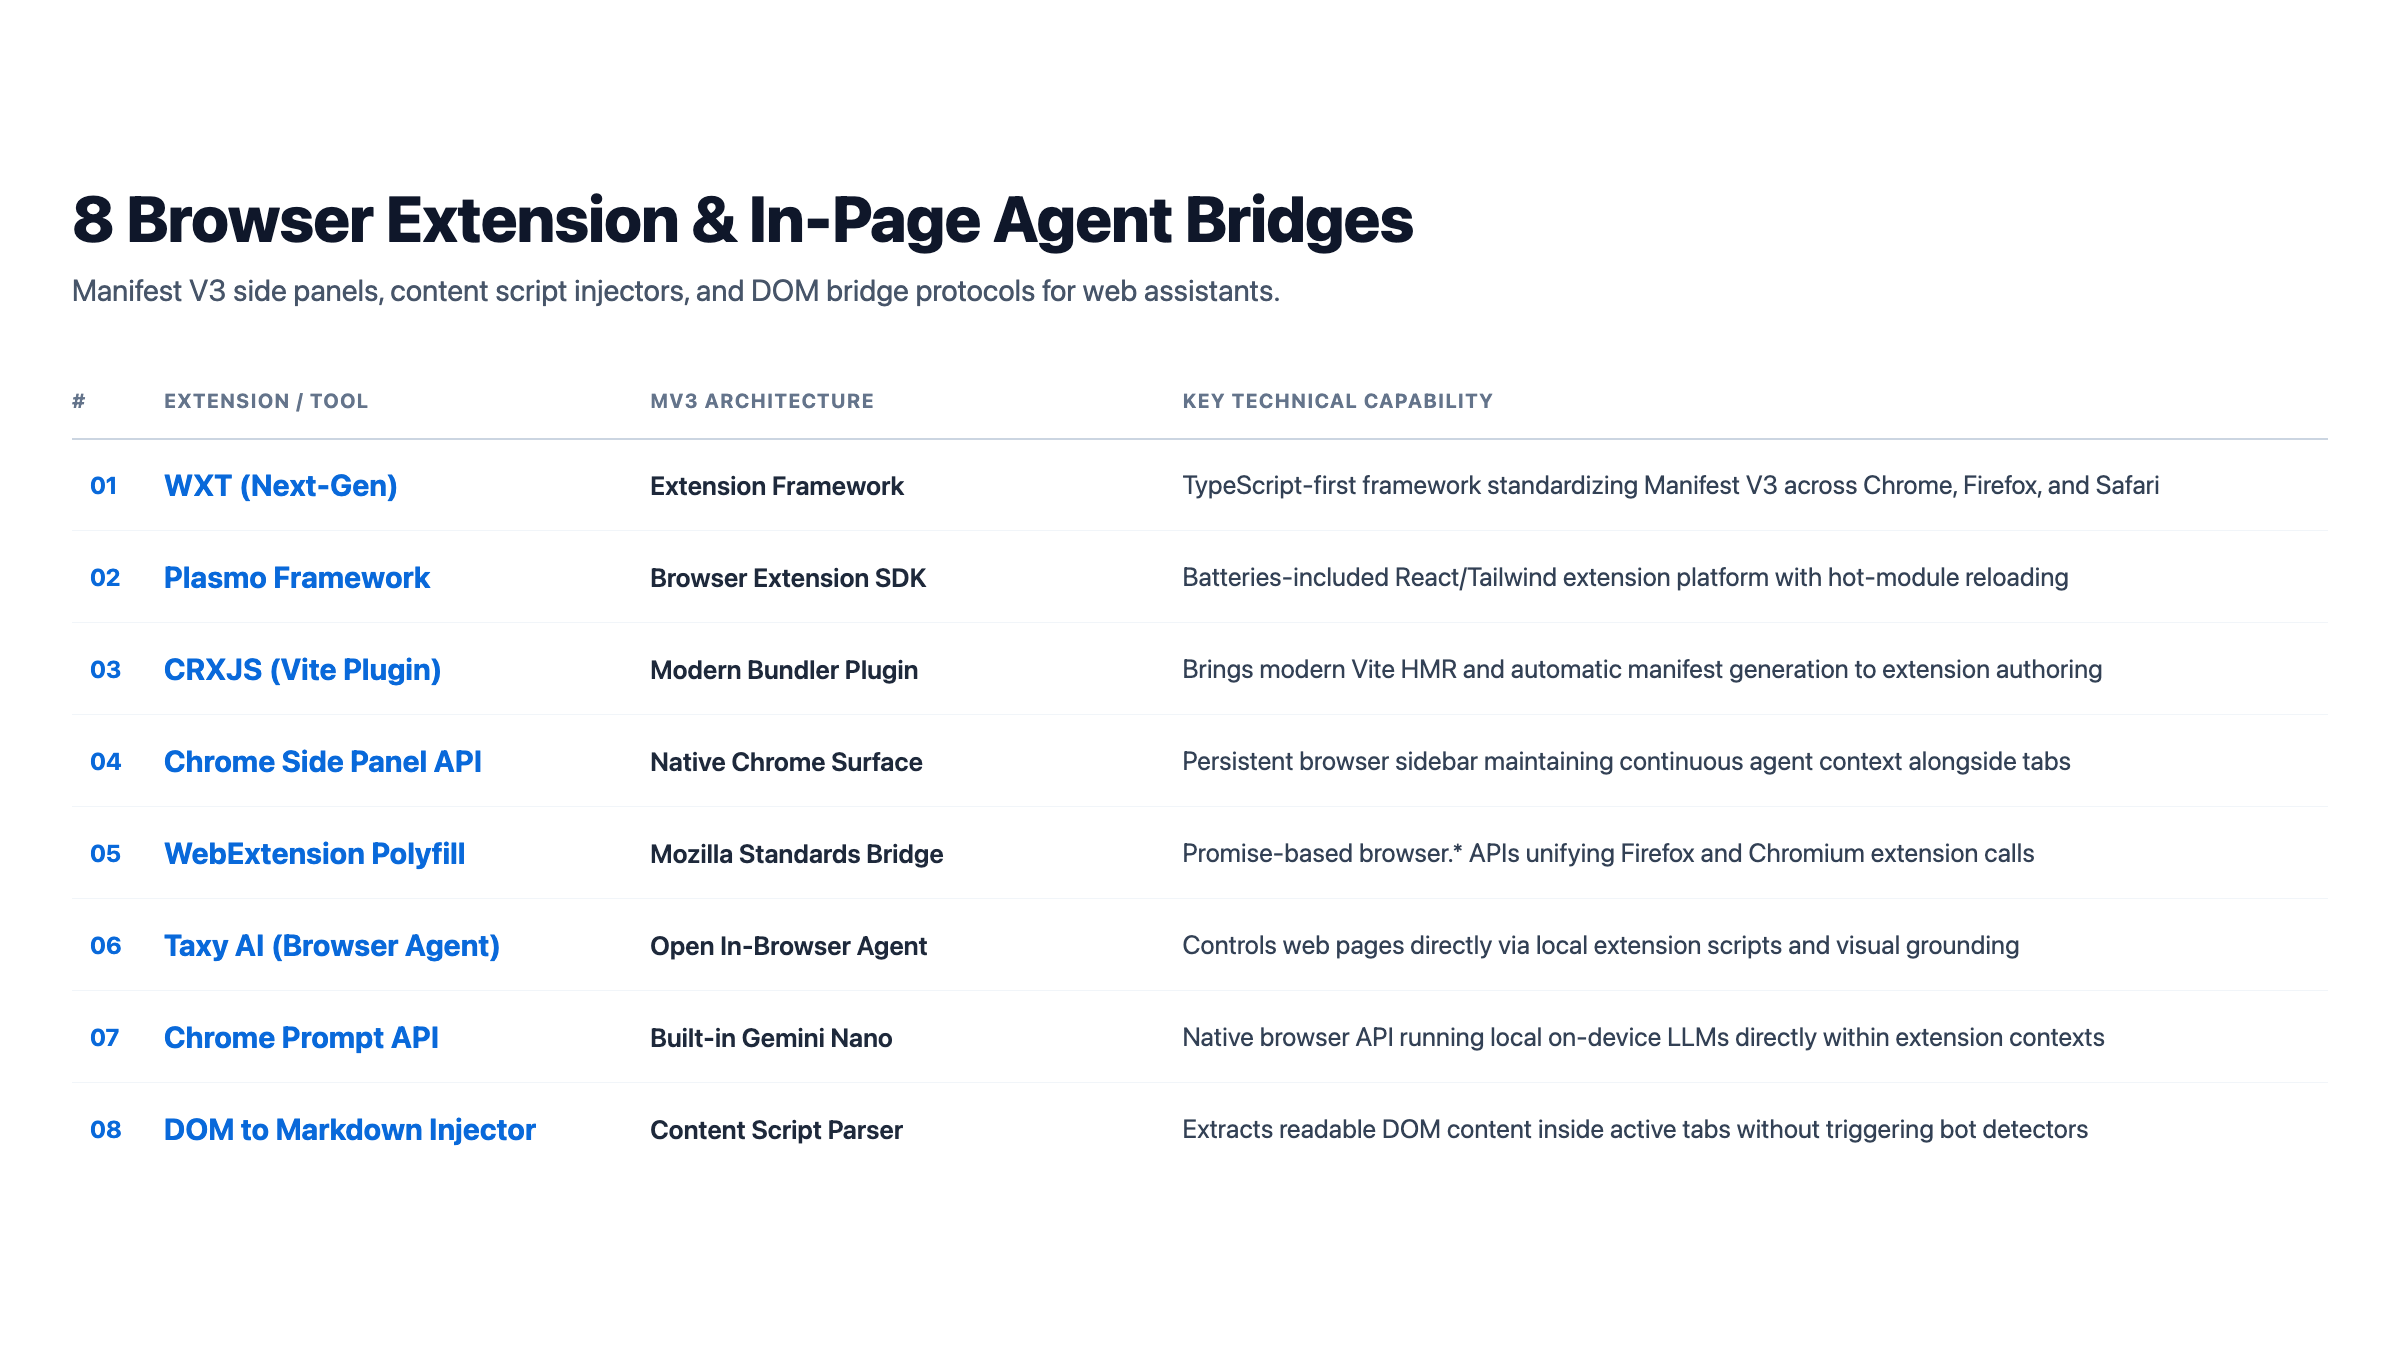 8 Browser Extension & In-Page Agent Bridges
Manifest V3 side panels, content script injectors, and DOM bridge protocols for web assistants.
# EXTENSION / TOOL MV3 ARCHITECTURE KEY TECHNICAL CAPABILITY
01 WXT (Next-Gen) Extension Framework TypeScript-first framework standardizing Manifest V3 across Chrome, Firefox, and Safari
02 Plasmo Framework Browser Extension SDK Batteries-included React/Tailwind extension platform with hot-module reloading
03 CRXJS (Vite Plugin) Modern Bundler Plugin Brings modern Vite HMR and automatic manifest generation to extension authoring
04 Chrome Side Panel API Native Chrome Surface Persistent browser sidebar maintaining continuous agent context alongside tabs
05 WebExtension Polyfill Mozilla Standards Bridge Promise-based browser.* APIs unifying Firefox and Chromium extension calls
06 Taxy AI (Browser Agent) Open In-Browser Agent Controls web pages directly via local extension scripts and visual grounding
07 Chrome Prompt API Built-in Gemini Nano Native browser API running local on-device LLMs directly within extension contexts
08 DOM to Markdown Injector Content Script Parser Extracts readable DOM content inside active tabs without triggering bot detectors